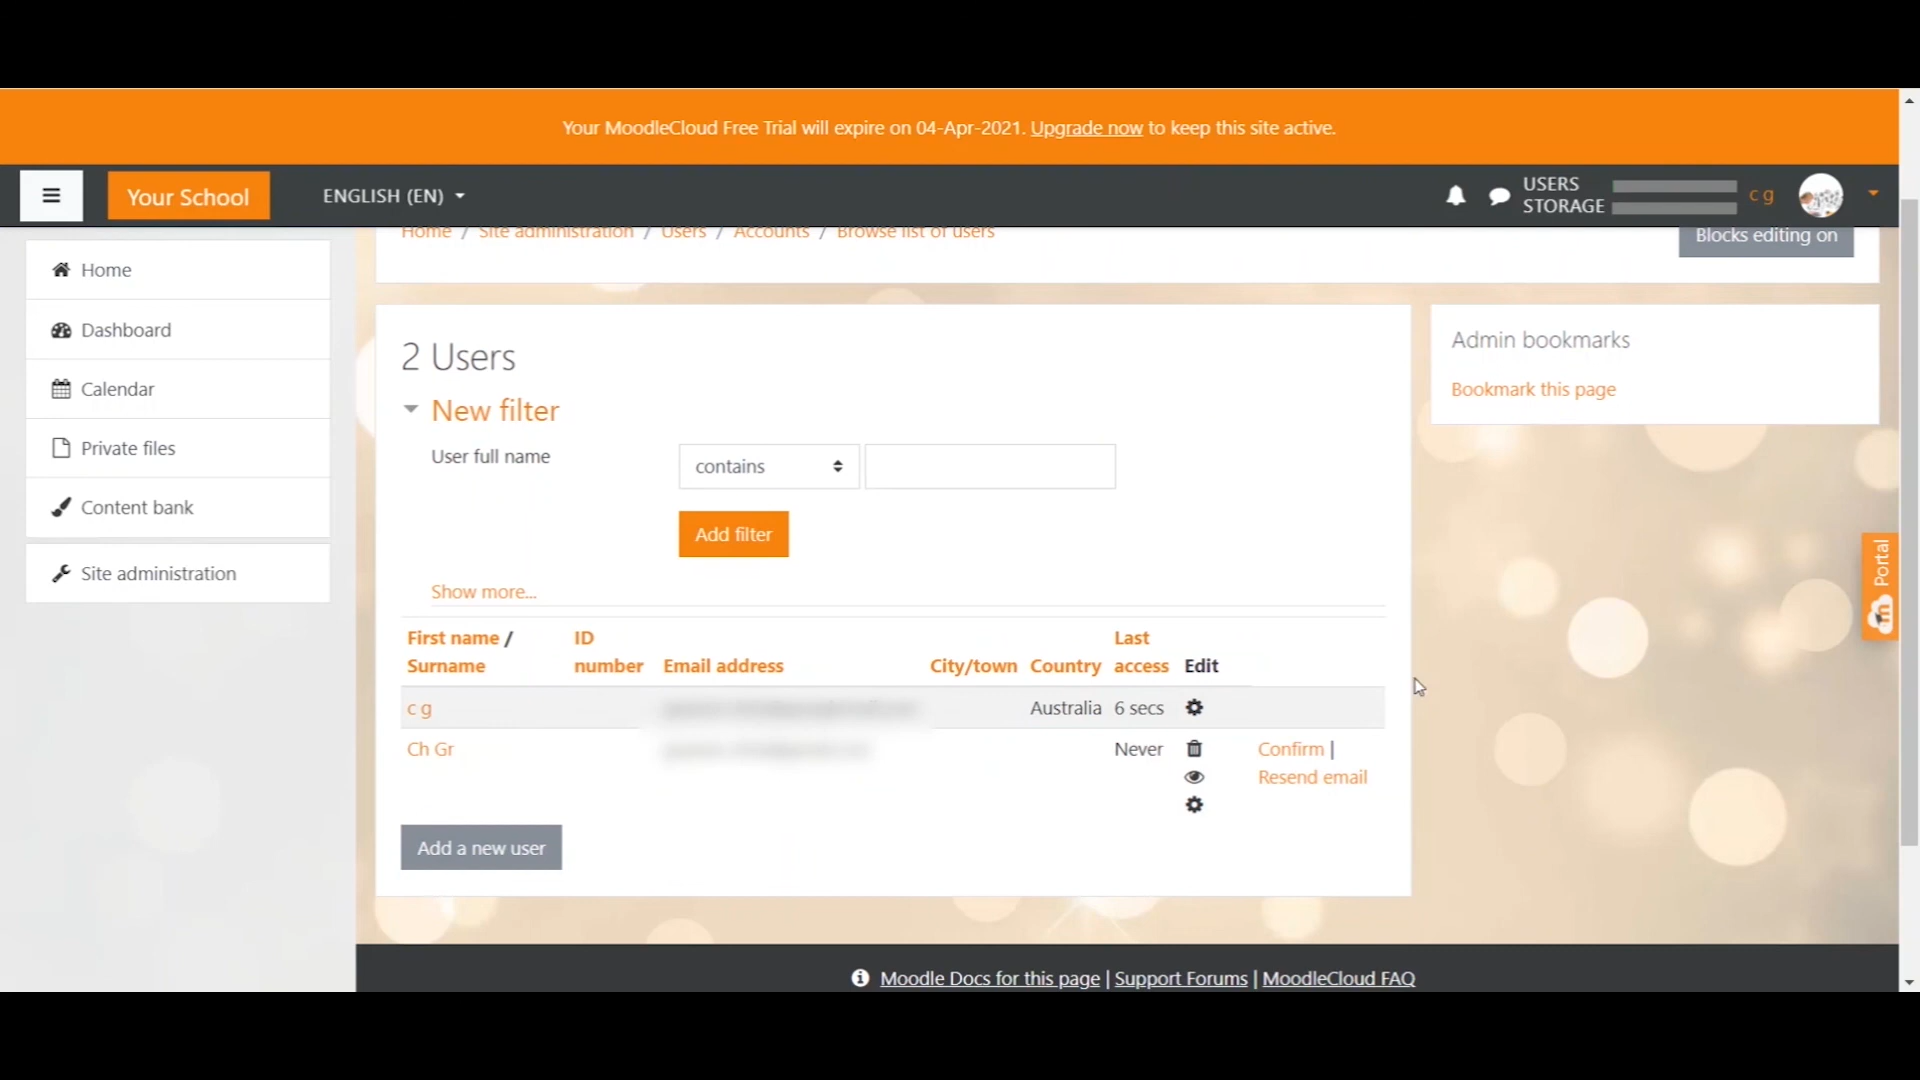 Your MoodleCloud Free Trial will expire on 04-Apr-2021. Upgrade now to keep this site active.
Your School
ENGLISH (EN)
USERS
STORAGE
c g
Home / Site administration / Users / Accounts / Browse list of users
Blocks editing on
Home
Dashboard
Calendar
Private files
Content bank
Site administration
2 Users
New filter
User full name
contains
Add filter
Show more...
First name / Surname
ID number
Email address
City/town
Country
Last access
Edit
c g
Australia
6 secs
Ch Gr
Never
Confirm |
Resend email
Add a new user
Admin bookmarks
Bookmark this page
Portal
Moodle Docs for this page | Support Forums | MoodleCloud FAQ